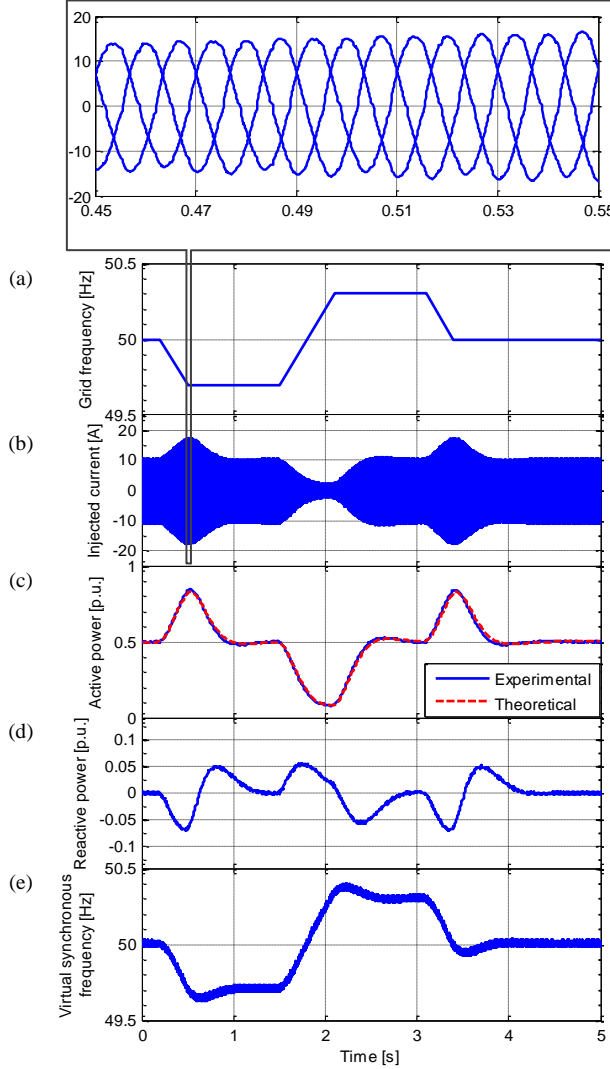 20
10
0
-10
-20
0.45 0.47 0.49 0.51 0.53 0.55
(a)
50.5
50
49.5
Grid frequency [Hz]
(b)
20
10
0
-10
-20
Injected current [A]
(c)
1
0.5
0
Active power [p.u.]
Experimental
Theoretical
(d)
0.1
0.05
0
-0.05
-0.1
Reactive power [p.u.]
(e)
50.5
50
49.5
Virtual synchronous
frequency [Hz]
0 1 2 3 4 5
Time [s]